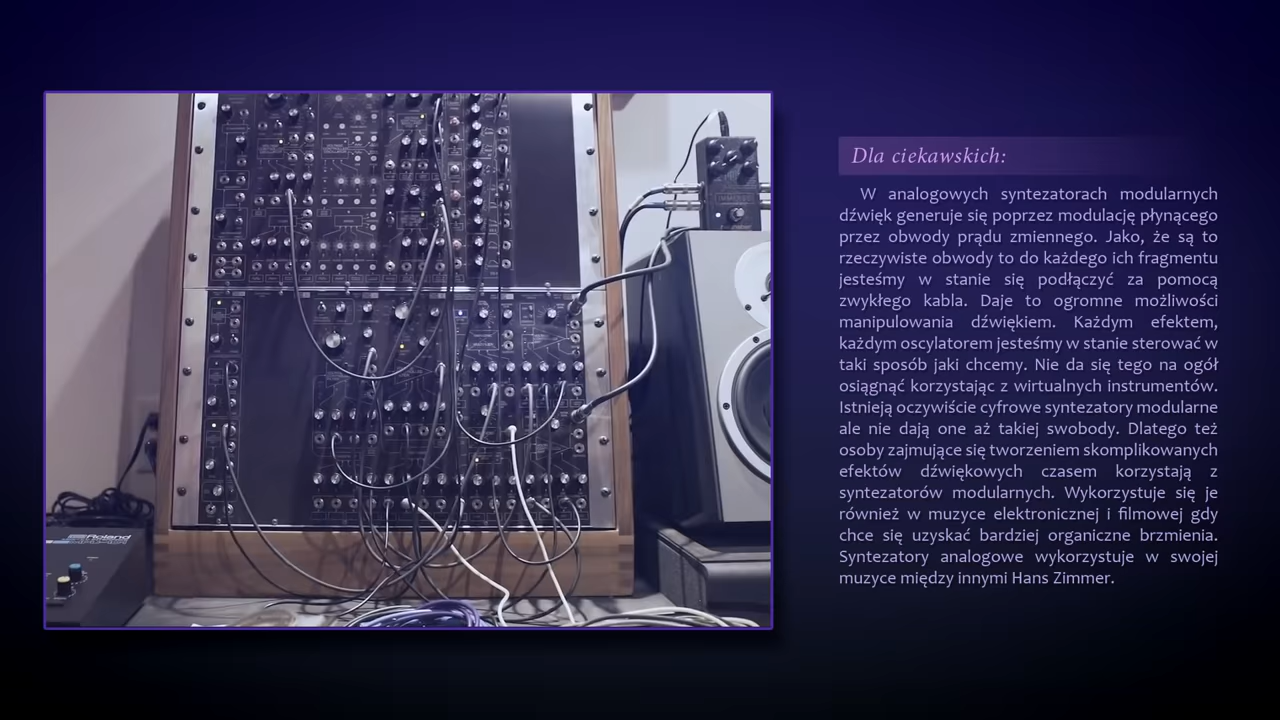 Dla ciekawskich:
W analogowych syntezatorach modularnych
dźwięk generuje się poprzez modulację płynącego
przez obwody prądu zmiennego. Jako, że są to
rzeczywiste obwody to do każdego ich fragmentu
jesteśmy w stanie się podłączyć za pomocą
zwykłego kabla. Daje to ogromne możliwości
manipulowania dźwiękiem. Każdym efektem,
każdym oscylatorem jesteśmy w stanie sterować w
taki sposób jaki chcemy. Nie da się tego na ogół
osiągnąć korzystając z wirtualnych instrumentów.
Istnieją oczywiście cyfrowe syntezatory modularne
ale nie dają one aż takiej swobody. Dlatego też
osoby zajmujące się tworzeniem skomplikowanych
efektów dźwiękowych czasem korzystają z
syntezatorów modularnych. Wykorzystuje się je
również w muzyce elektronicznej i filmowej gdy
chce się uzyskać bardziej organiczne brzmienia.
Syntezatory analogowe wykorzystuje w swojej
muzyce między innymi Hans Zimmer.
Roland